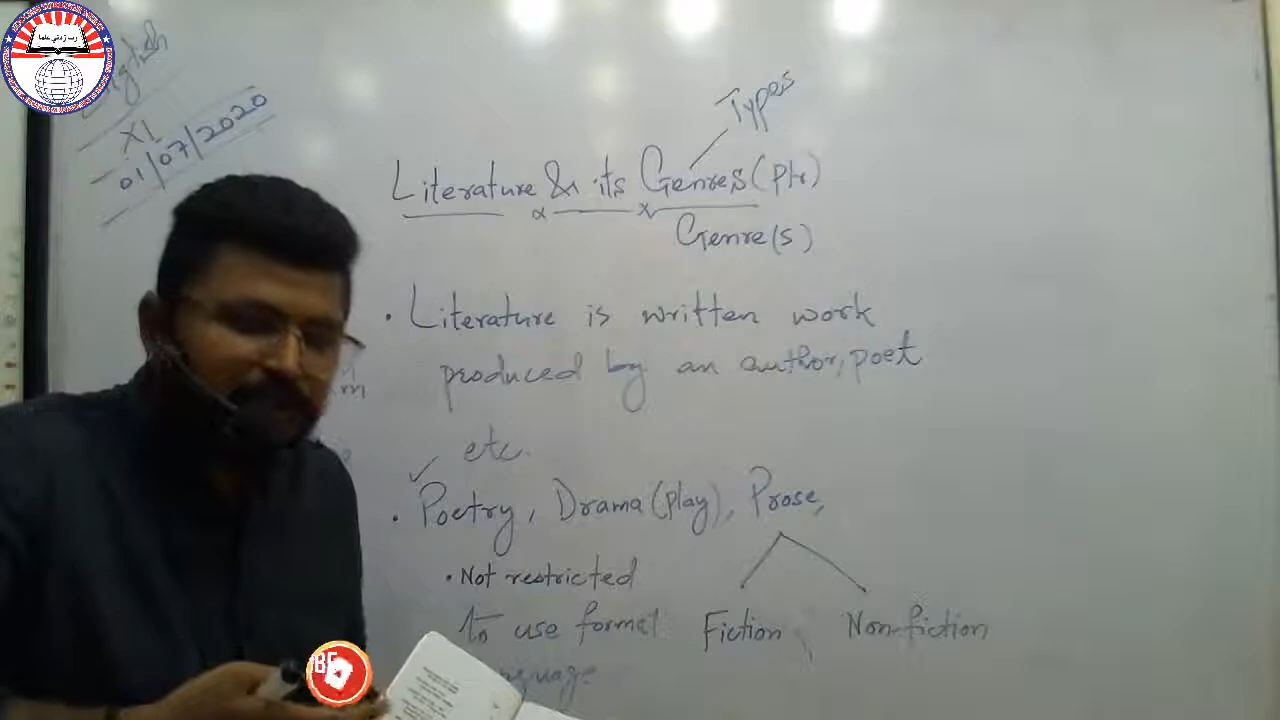 English
XI
01/07/2020
Types
Literature & its Genres (Plr)
Genre(s)
• Literature is written work
produced by an author, poet
etc.
• Poetry, Drama (play), Prose,
• Not restricted
to use formal
Fiction Non-fiction